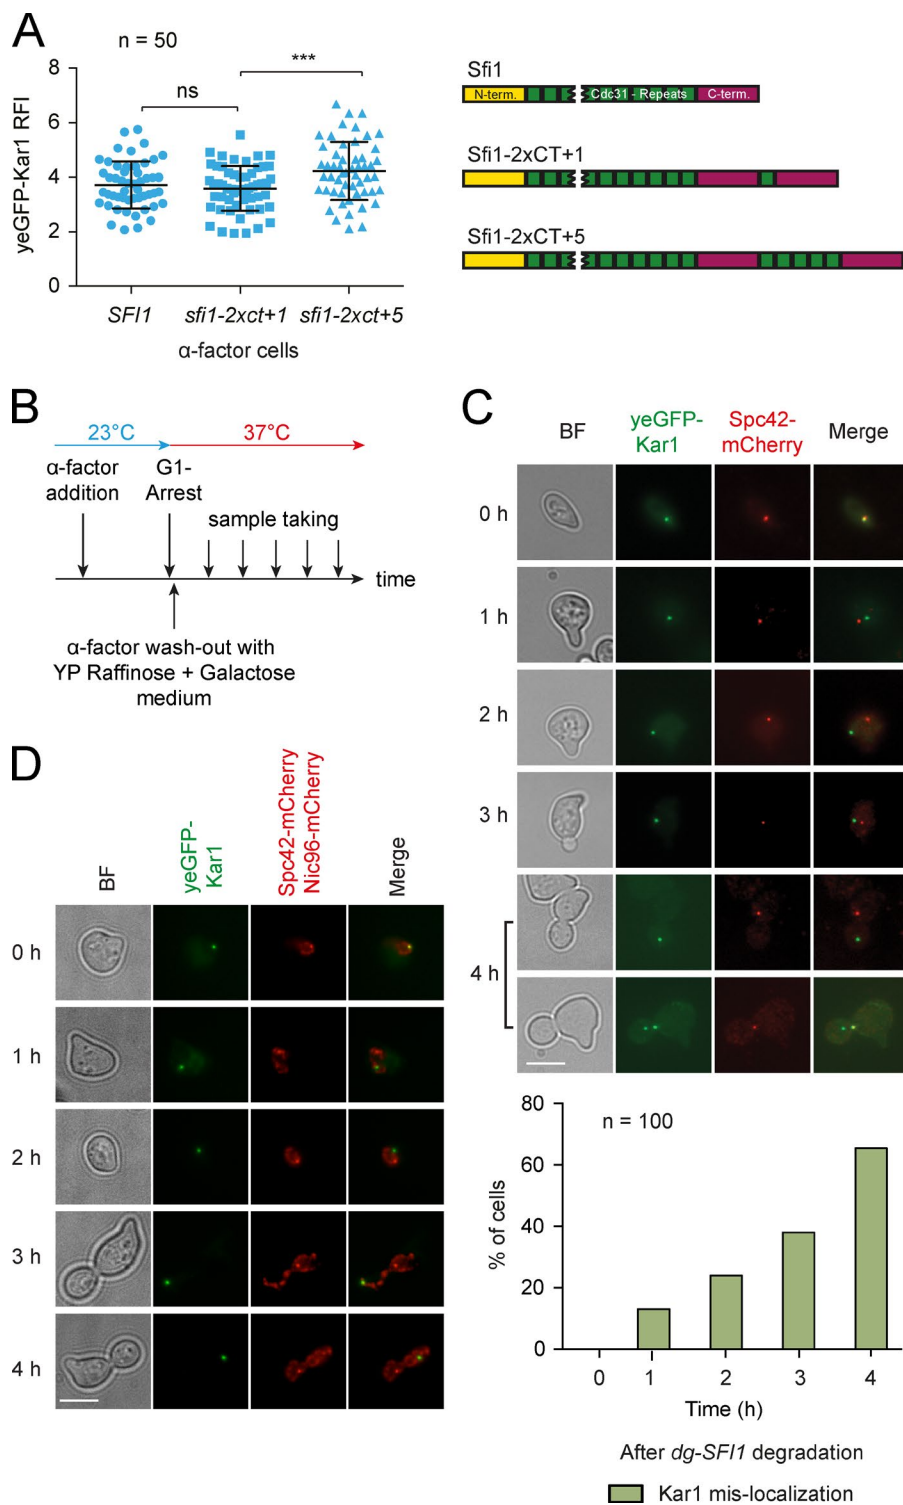 A
n = 50
8
6
4
2
0
yeGFP-Kar1 RFI
ns
***
SFI1
sfi1-2xct+1
sfi1-2xct+5
α-factor cells
Sfi1
N-term.
Cdc31 - Repeats
C-term.
Sfi1-2xCT+1
Sfi1-2xCT+5
B
23°C
37°C
α-factor
addition
G1-
Arrest
sample taking
time
α-factor wash-out with
YP Raffinose + Galactose
medium
C
BF
yeGFP-
Kar1
Spc42-
mCherry
Merge
0 h
1 h
2 h
3 h
4 h
D
BF
yeGFP-
Kar1
Spc42-mCherry
Nic96-mCherry
Merge
0 h
1 h
2 h
3 h
4 h
80
60
40
20
0
% of cells
n = 100
0
1
2
3
4
Time (h)
After dg-SFI1 degradation
Kar1 mis-localization